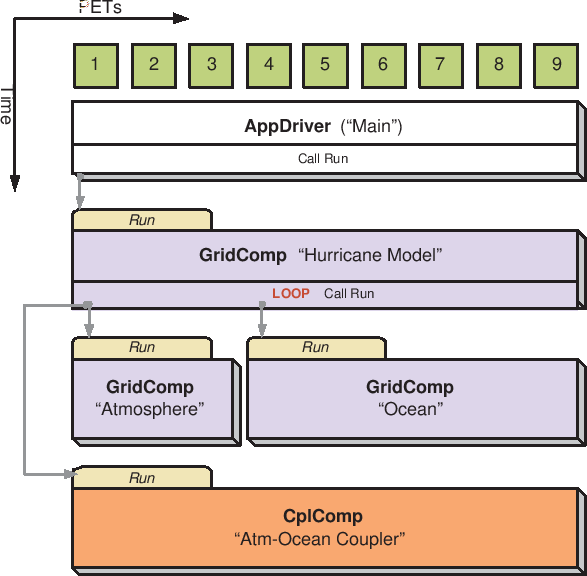 PETs
Time
1 2 3 4 5 6 7 8 9
AppDriver (“Main”)
Call Run
Run
GridComp “Hurricane Model”
LOOP Call Run
Run
Run
GridComp
“Atmosphere”
GridComp
“Ocean”
Run
CplComp
“Atm-Ocean Coupler”